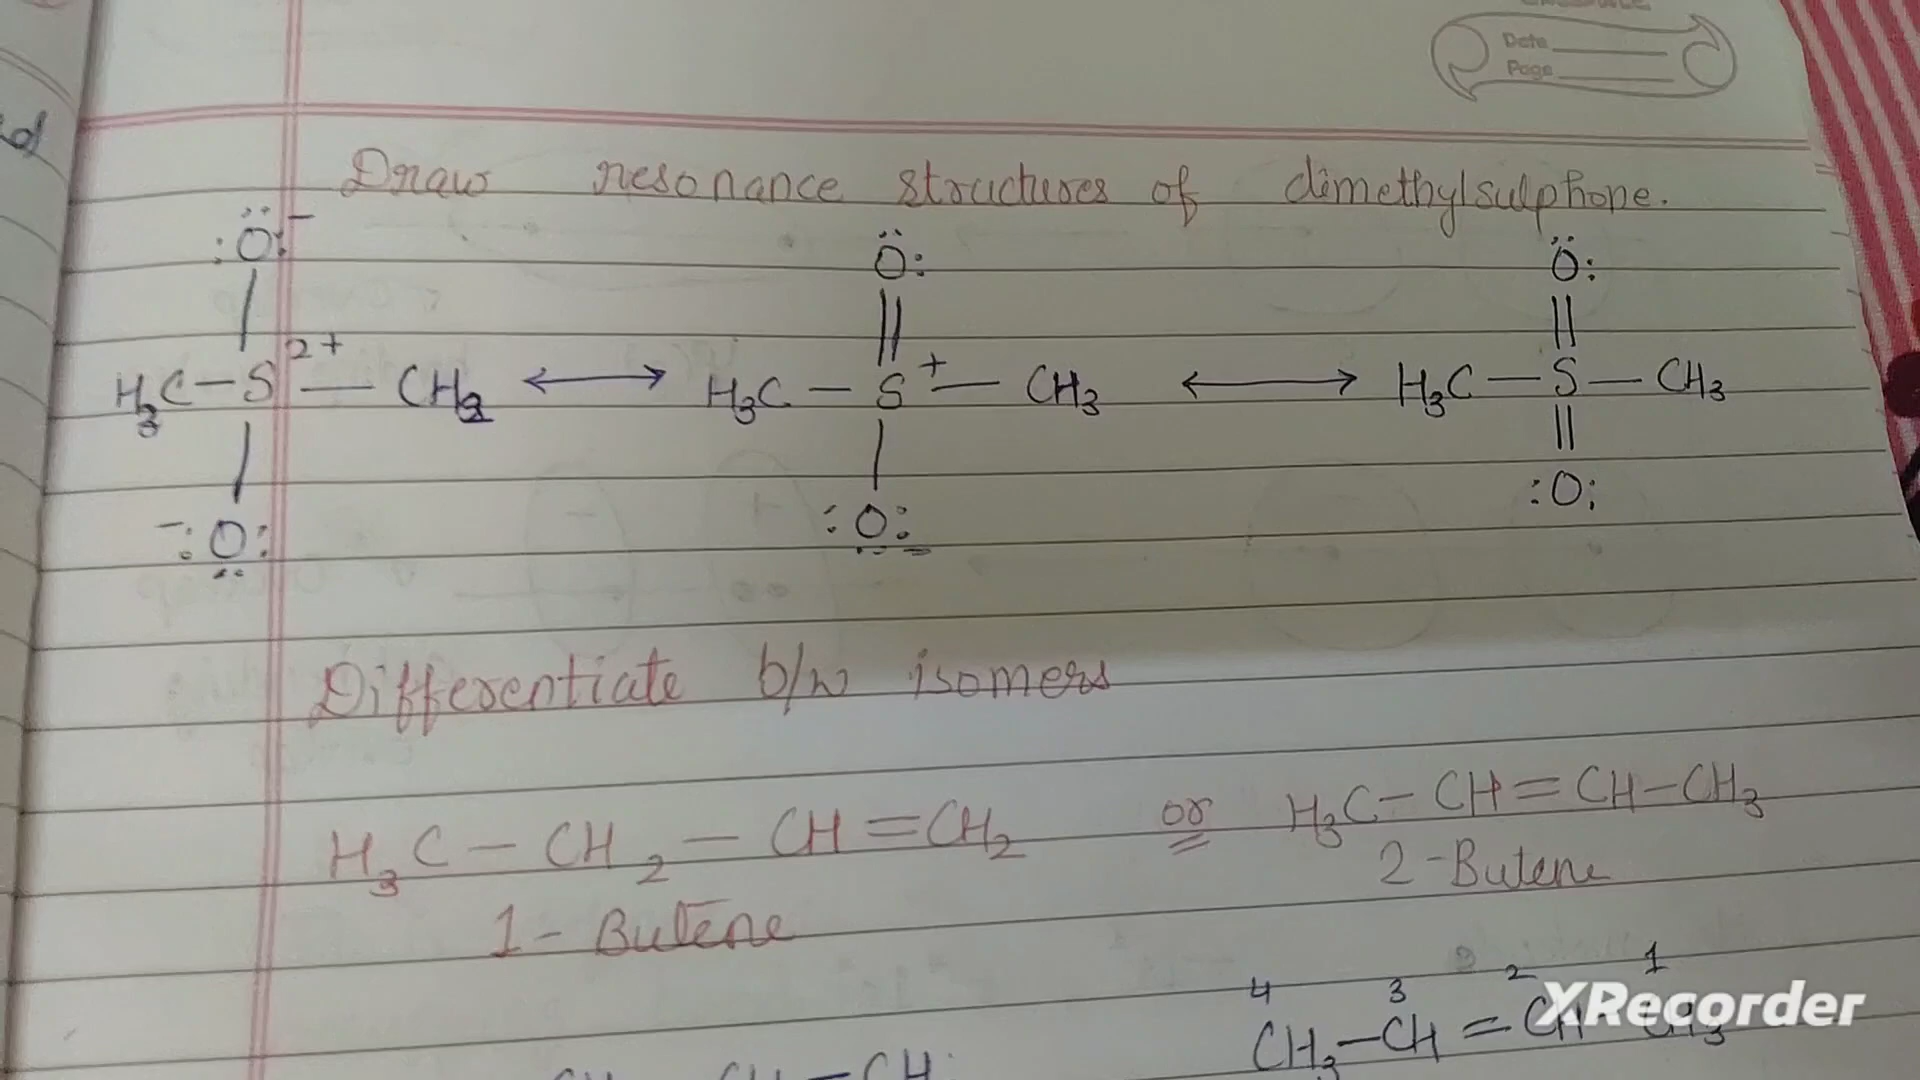 Date
Page
Draw resonance structures of dimethylsulphone.
:Ö:⁻ Ö: Ö:
H₃C—S²⁺—CH₃ ⟷ H₃C—S⁺—CH₃ ⟷ H₃C—S—CH₃
⁻:O: :O: :O:
Differentiate b/w isomers
H₃C—CH₂—CH=CH₂ or H₃C—CH=CH—CH₃
1-Butene 2-Butene
4 3 2 1
CH₃—CH=CH-CH₃
XRecorder